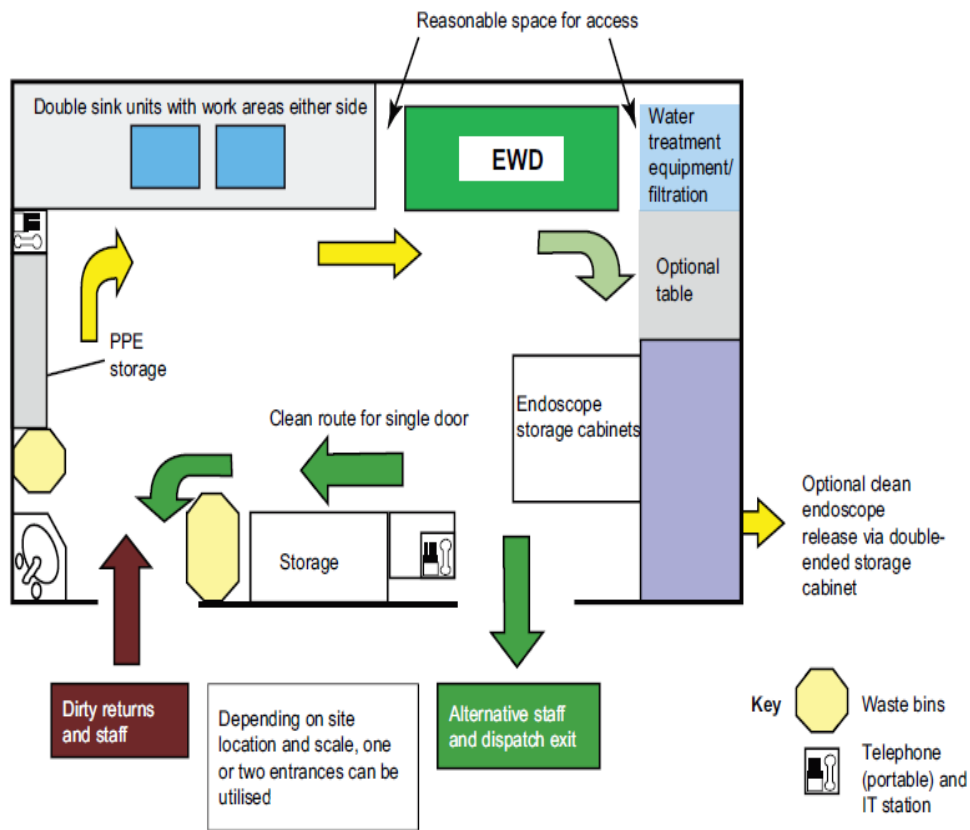 Reasonable space for access
Double sink units with work areas either side
EWD
Water
treatment
equipment/
filtration
Optional
table
PPE
storage
Endoscope
storage cabinets
Clean route for single door
Storage
Optional clean
endoscope
release via double-
ended storage
cabinet
Dirty returns
and staff
Depending on site
location and scale, one
or two entrances can be
utilised
Alternative staff
and dispatch exit
Key
Waste bins
Telephone
(portable) and
IT station